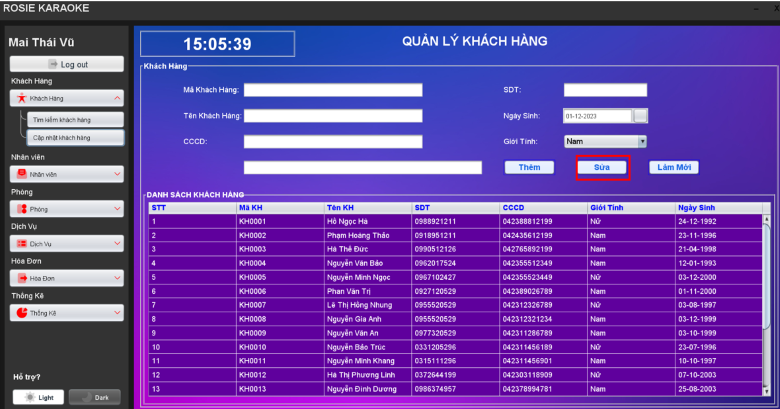 ROSIE KARAOKE
Mai Thái Vũ
Log out
Khách Hàng
Khách Hàng
Tìm kiếm khách hàng
Cập nhật khách hàng
Nhân viên
Nhân viên
Phòng
Phòng
Dịch Vụ
Dịch Vụ
Hóa Đơn
Hóa Đơn
Thống Kê
Thống Kê
Hỗ trợ?
Light
Dark
15:05:39
QUẢN LÝ KHÁCH HÀNG
Khách Hàng
Mã Khách Hàng:
SDT:
Tên Khách Hàng:
Ngày Sinh:
01-12-2023
CCCD:
Giới Tính:
Nam
Thêm
Sửa
Làm Mới
DANH SÁCH KHÁCH HÀNG
STT Mã KH Tên KH SDT CCCD Giới Tính Ngày Sinh
1 KH0001 Hồ Ngọc Hà 0988921211 042388812199 Nữ 24-12-1992
2 KH0002 Phạm Hoàng Thảo 0918951211 042435612199 Nam 23-11-1996
3 KH0003 Hà Thế Đức 0990512126 042765892199 Nam 21-04-1998
4 KH0004 Nguyễn Văn Bảo 0962017524 042355512349 Nam 12-01-1993
5 KH0005 Nguyễn Minh Ngọc 0967102427 042355523449 Nữ 03-12-2000
6 KH0006 Phan Văn Trị 0927120529 042389026789 Nam 01-11-2000
7 KH0007 Lê Thị Hồng Nhung 0955520529 042312326789 Nữ 03-08-1997
8 KH0008 Nguyễn Gia Anh 0955520529 042312321234 Nam 03-12-1999
9 KH0009 Nguyễn Văn An 0977320529 042311286789 Nam 03-10-1999
10 KH0010 Nguyễn Bảo Trúc 0331205296 042311456189 Nữ 23-07-1996
11 KH0011 Nguyễn Minh Khang 0315111296 042311456901 Nam 10-10-1997
12 KH0012 Hà Thị Phương Linh 0372644199 042303118909 Nữ 07-10-2003
13 KH0013 Nguyễn Đình Dương 0986374957 042378994781 Nam 25-08-2003